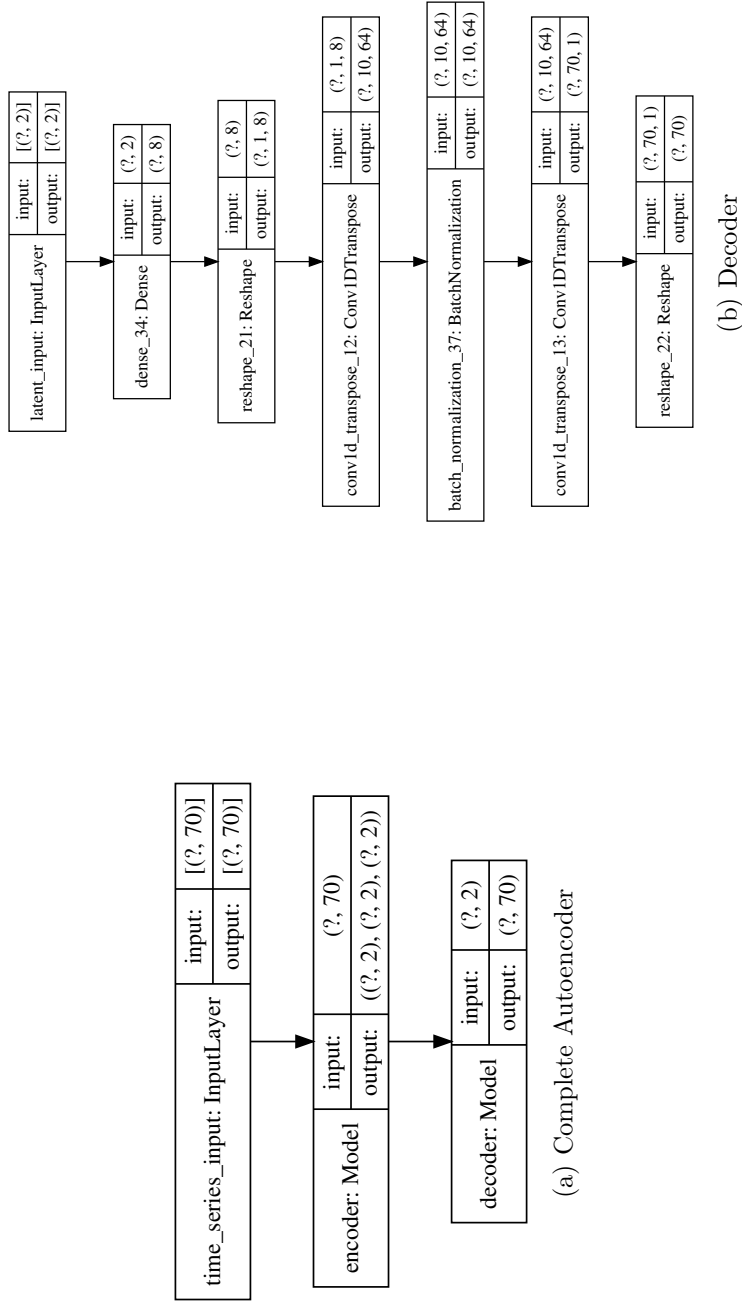 time_series_input: InputLayer
input:
[(?, 70)]
output:
[(?, 70)]
encoder: Model
input:
(?, 70)
output:
((?, 2), (?, 2), (?, 2))
decoder: Model
input:
(?, 2)
output:
(?, 70)
(a) Complete Autoencoder
latent_input: InputLayer
input:
[(?, 2)]
output:
[(?, 2)]
dense_34: Dense
input:
(?, 2)
output:
(?, 8)
reshape_21: Reshape
input:
(?, 8)
output:
(?, 1, 8)
conv1d_transpose_12: Conv1DTranspose
input:
(?, 1, 8)
output:
(?, 10, 64)
batch_normalization_37: BatchNormalization
input:
(?, 10, 64)
output:
(?, 10, 64)
conv1d_transpose_13: Conv1DTranspose
input:
(?, 10, 64)
output:
(?, 70, 1)
reshape_22: Reshape
input:
(?, 70, 1)
output:
(?, 70)
(b) Decoder